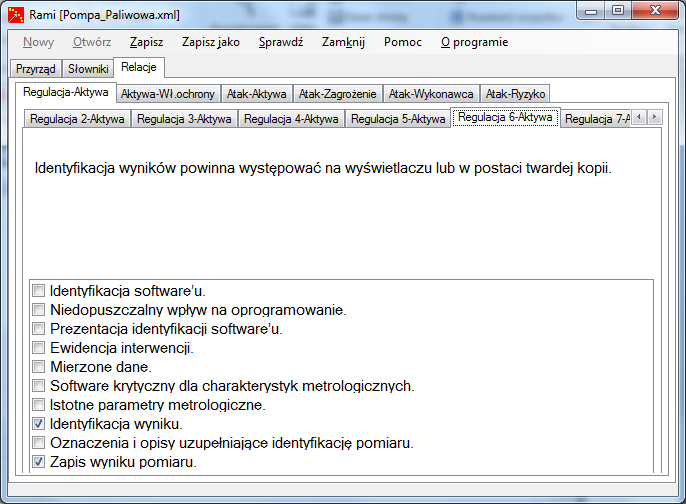 Rami [Pompa_Paliwowa.xml]
Nowy Otwórz Zapisz Zapisz jako Sprawdź Zamknij Pomoc O programie
Przyrząd Słowniki Relacje
Regulacja-Aktywa Aktywa-Wł.ochrony Atak-Aktywa Atak-Zagrożenie Atak-Wykonawca Atak-Ryzyko
Regulacja 2-Aktywa Regulacja 3-Aktywa Regulacja 4-Aktywa Regulacja 5-Aktywa Regulacja 6-Aktywa Regulacja 7-A
Identyfikacja wyników powinna występować na wyświetlaczu lub w postaci twardej kopii.
Identyfikacja software'u.
Niedopuszczalny wpływ na oprogramowanie.
Prezentacja identyfikacji software'u.
Ewidencja interwencji.
Mierzone dane.
Software krytyczny dla charakterystyk metrologicznych.
Istotne parametry metrologiczne.
Identyfikacja wyniku.
Oznaczenia i opisy uzupełniające identyfikację pomiaru.
Zapis wyniku pomiaru.